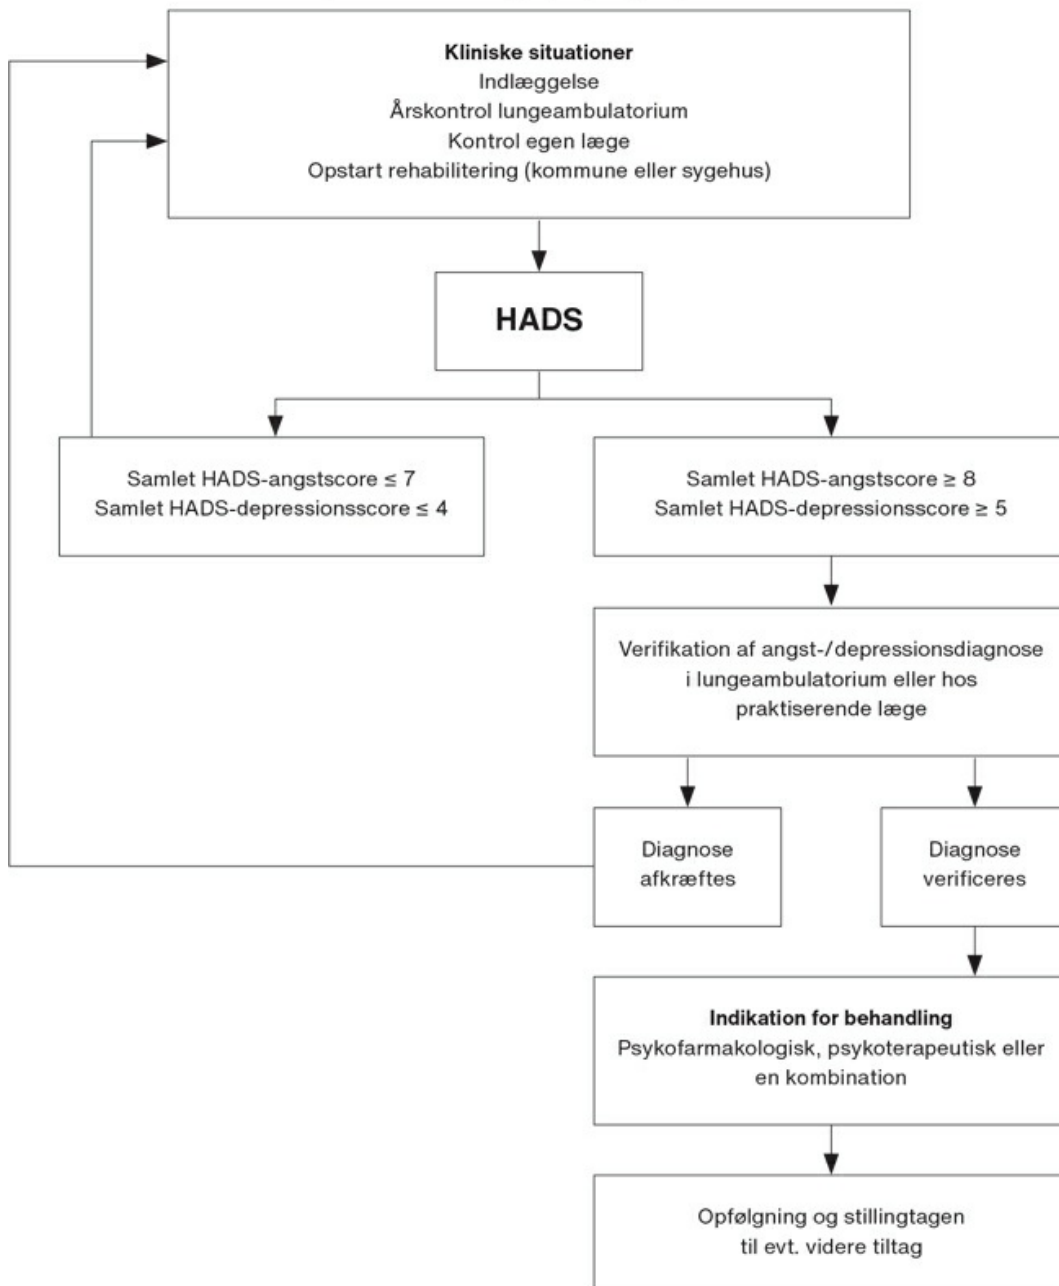 Kliniske situationer
Indlæggelse
Årskontrol lungeambulatorium
Kontrol egen læge
Opstart rehabilitering (kommune eller sygehus)
HADS
Samlet HADS-angstscore ≤ 7
Samlet HADS-depressionsscore ≤ 4
Samlet HADS-angstscore ≥ 8
Samlet HADS-depressionsscore ≥ 5
Verifikation af angst-/depressionsdiagnose
i lungeambulatorium eller hos
praktiserende læge
Diagnose
afkræftes
Diagnose
verificeres
Indikation for behandling
Psykofarmakologisk, psykoterapeutisk eller
en kombination
Opfølgning og stillingtagen
til evt. videre tiltag